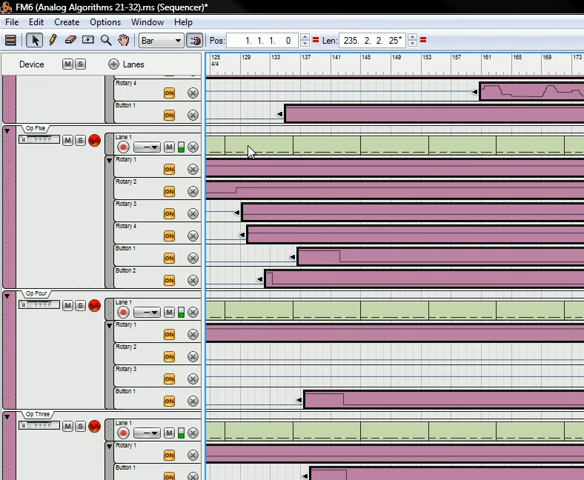 FM6 (Analog Algorithms 21-32).rns (Sequencer)*
File Edit Create Options Windows Help
Bar Pos: 1. 1. 1. 0 Len: 235. 2. 2. 25*
Device M S Lanes
125 129 133 137 141 145 149 153 157 161 165 169 173
4/4
Rotary 4
ON
Button 1
ON
Op Five
M S Lane 1
M
Rotary 1
ON
Rotary 2
ON
Rotary 3
ON
Rotary 4
ON
Button 1
ON
Button 2
ON
Op Four
M S Lane 1
M
Rotary 1
ON
Rotary 2
ON
Rotary 3
ON
Button 1
ON
Op Three
M S Lane 1
M
Rotary 1
ON
Button 1
ON